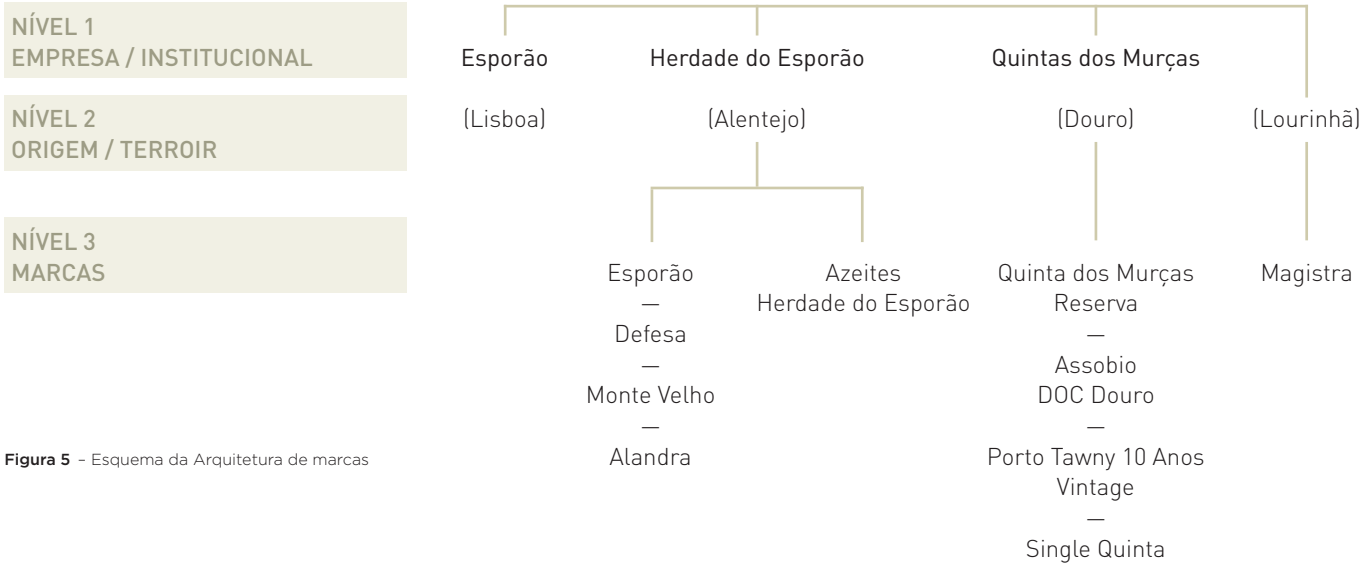 NÍVEL 1
EMPRESA / INSTITUCIONAL
Esporão
Herdade do Esporão
Quintas dos Murças
NÍVEL 2
ORIGEM / TERROIR
(Lisboa)
(Alentejo)
(Douro)
(Lourinhã)
NÍVEL 3
MARCAS
Esporão
—
Defesa
—
Monte Velho
—
Alandra
Azeites
Herdade do Esporão
Quinta dos Murças
Reserva
—
Assobio
DOC Douro
—
Porto Tawny 10 Anos
Vintage
—
Single Quinta
Magistra
Figura 5 – Esquema da Arquitetura de marcas